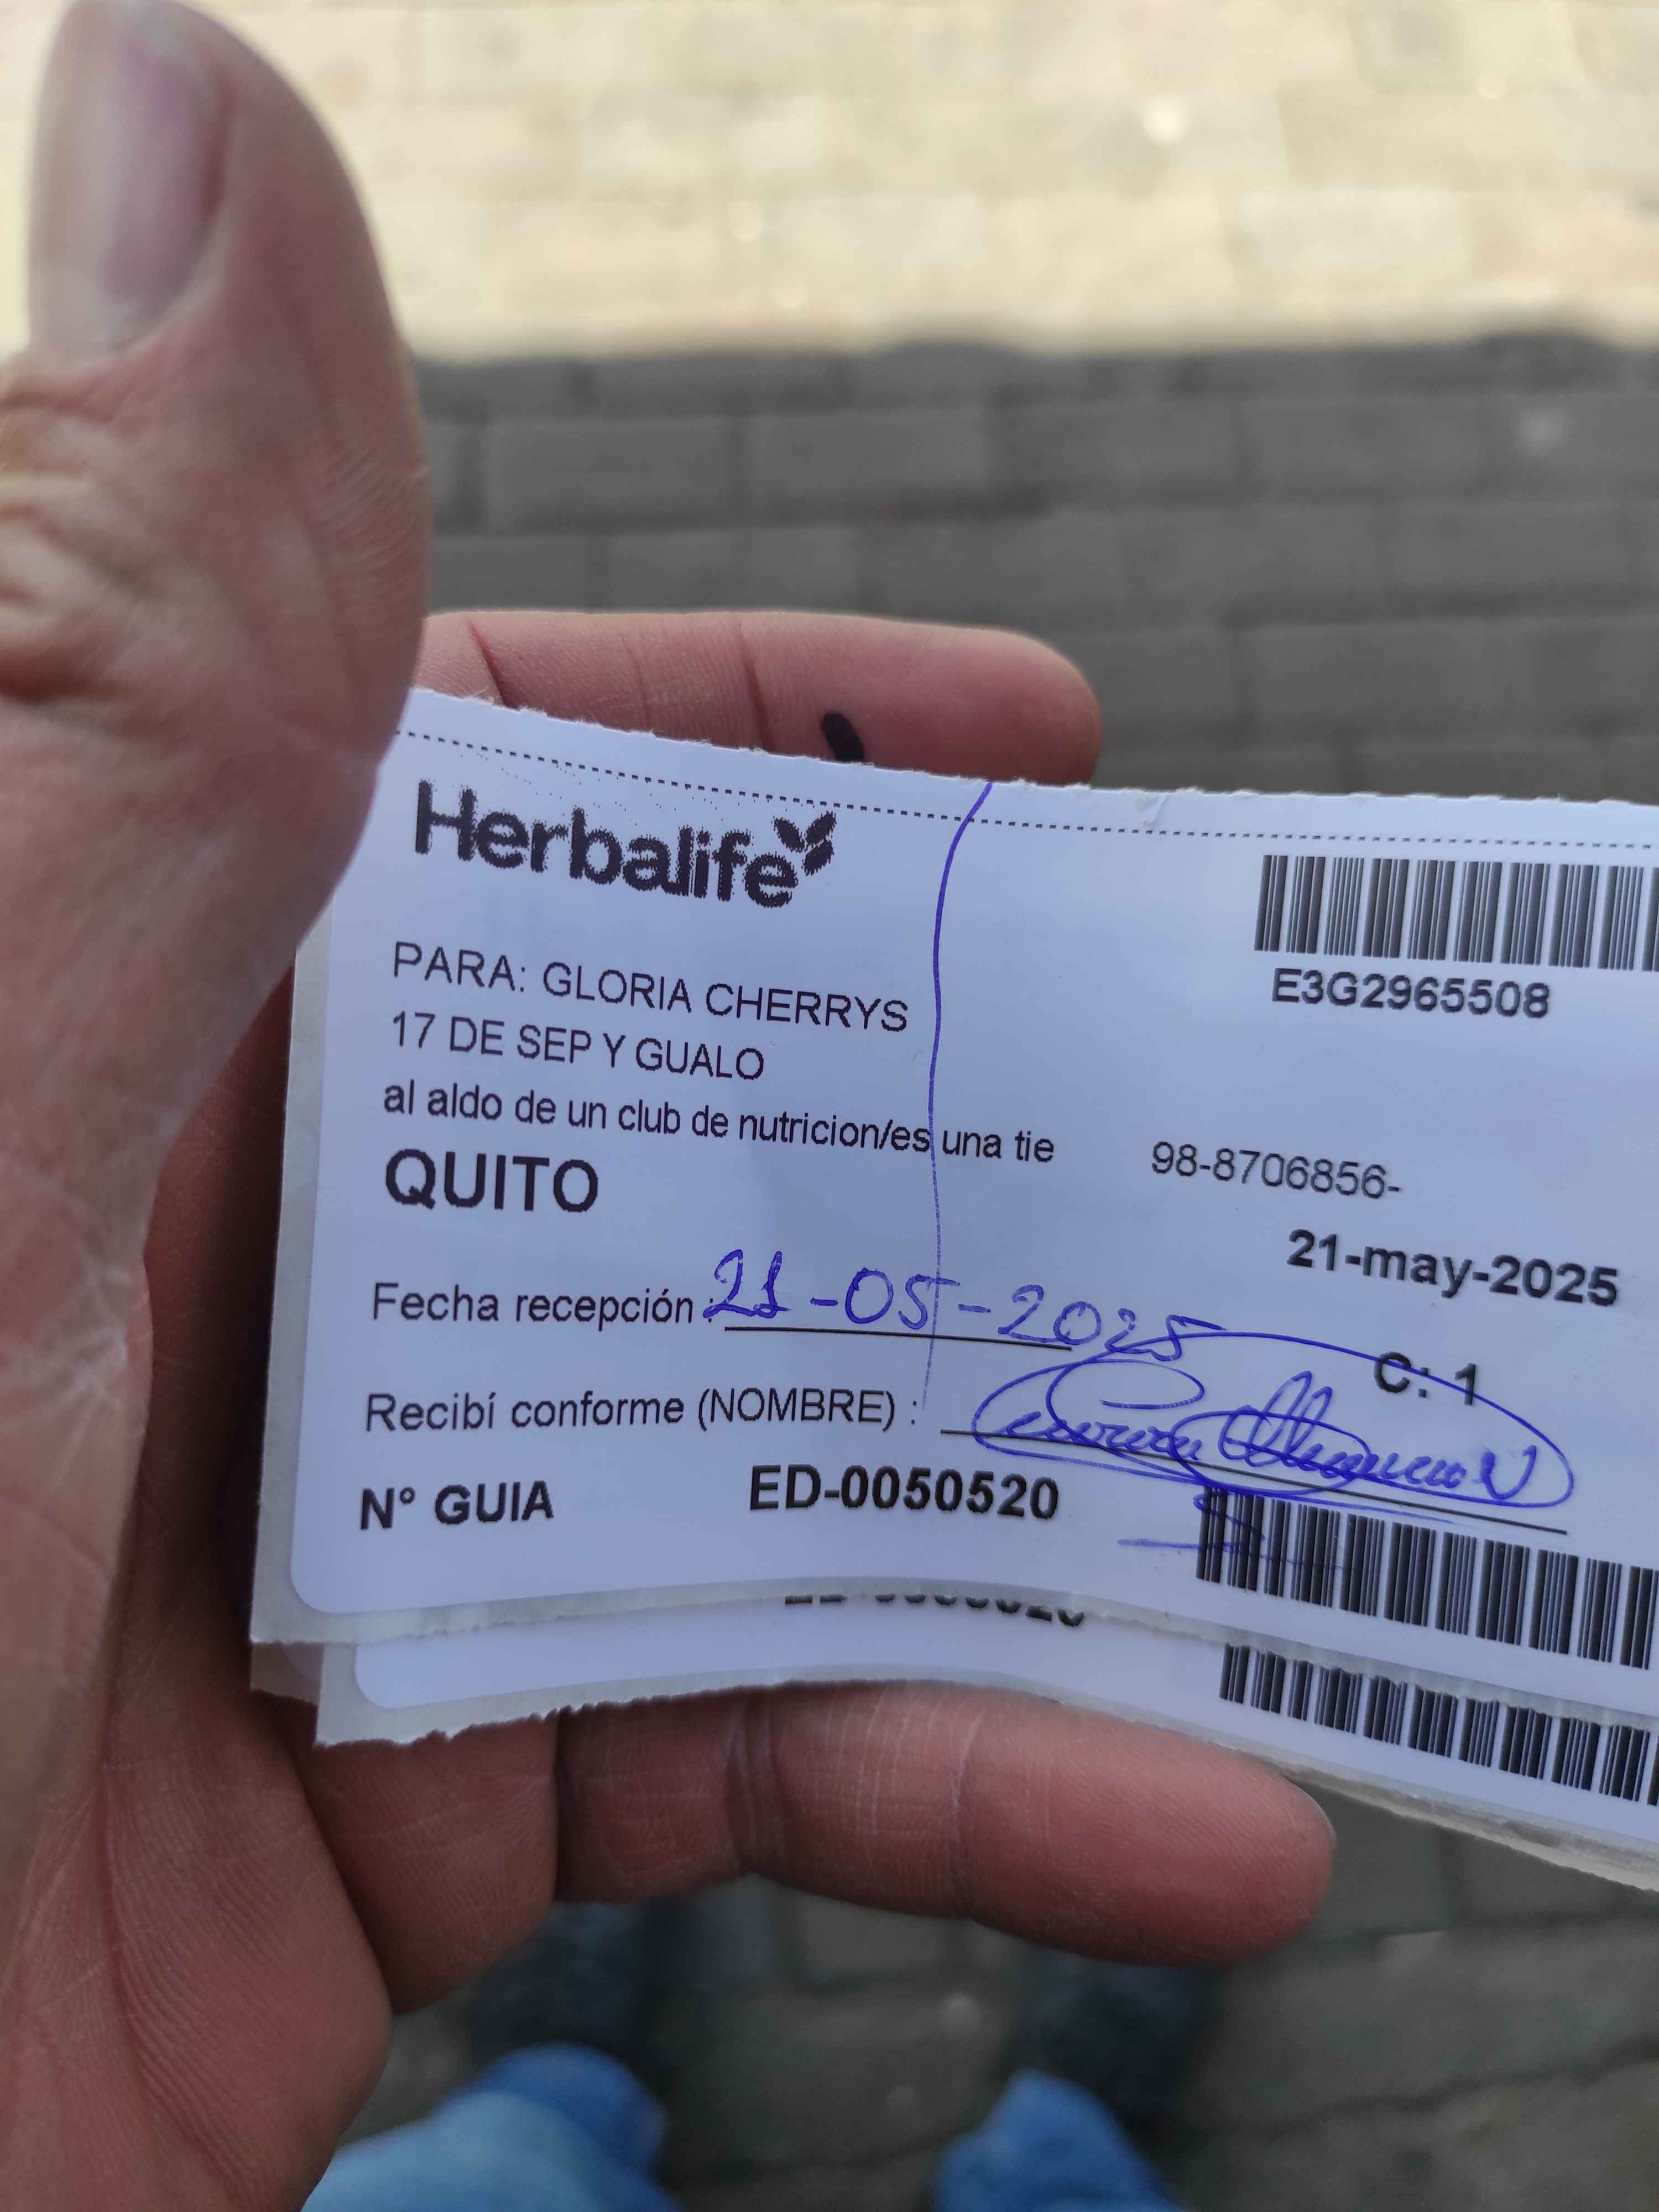 Herbalife
E3G2965508
PARA: GLORIA CHERRYS
17 DE SEP Y GUALO
al aldo de un club de nutricion/es una tie 98-8706856-
QUITO
21-may-2025
Fecha recepción : 21-05-2025
C: 1
Recibí conforme (NOMBRE) :
N° GUIA ED-0050520